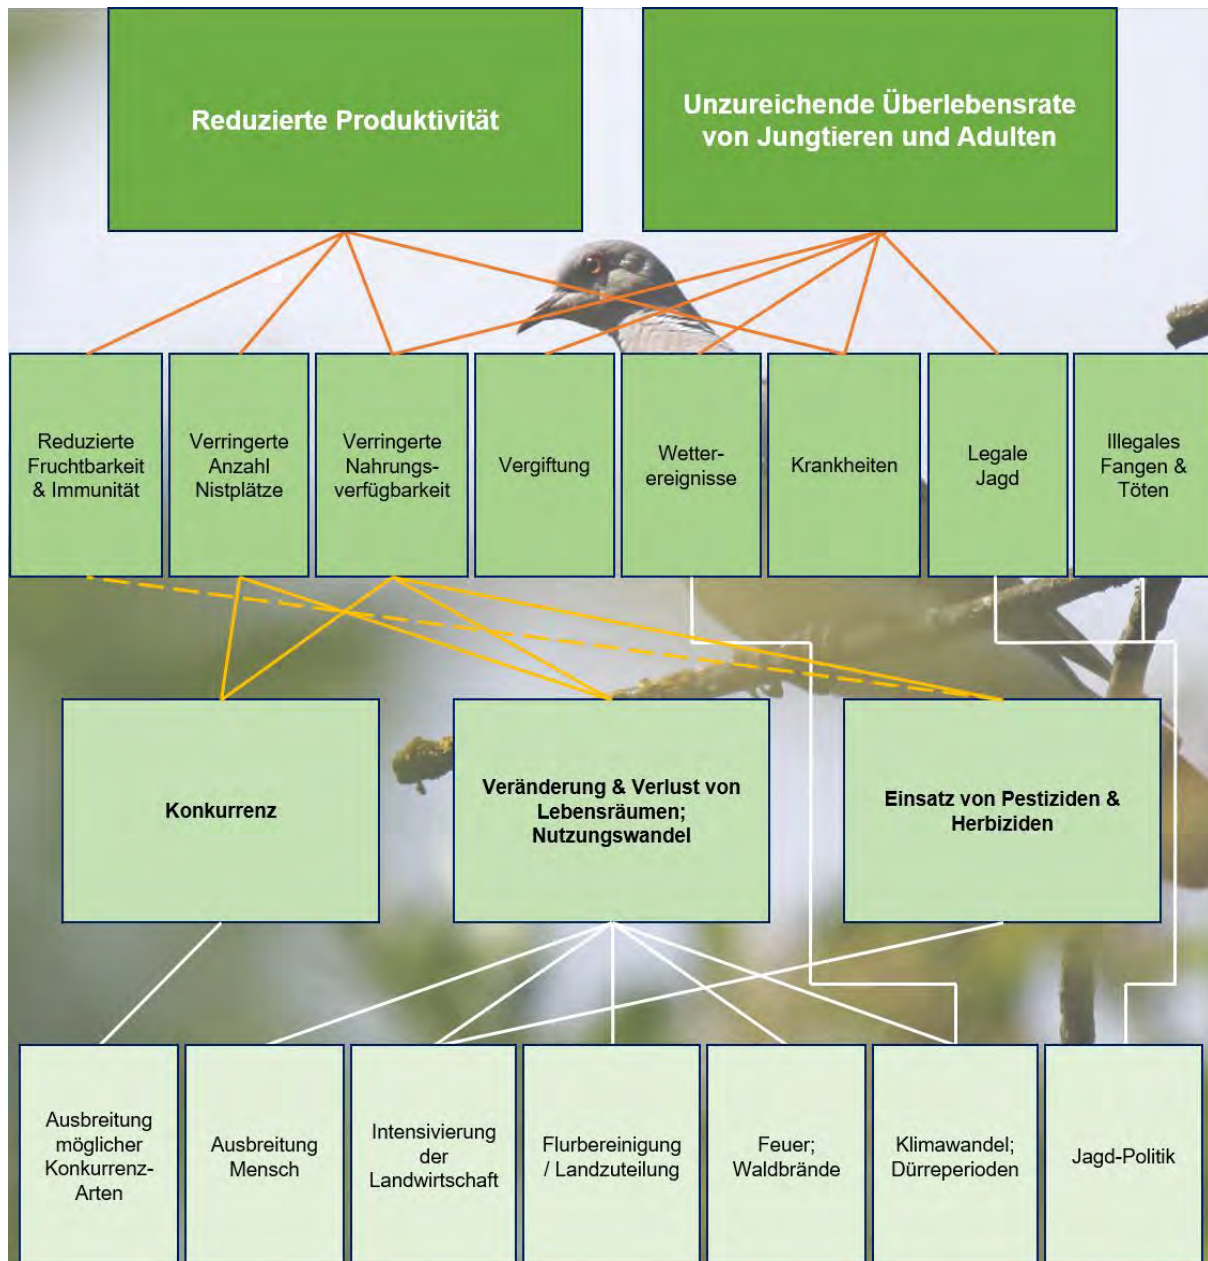 Reduzierte Produktivität
Unzureichende Überlebensrate
von Jungtieren und Adulten
Reduzierte
Fruchtbarkeit
& Immunität
Verringerte
Anzahl
Nistplätze
Verringerte
Nahrungs-
verfügbarkeit
Vergiftung
Wetter-
ereignisse
Krankheiten
Legale
Jagd
Illegales
Fangen &
Töten
Konkurrenz
Veränderung & Verlust von
Lebensräumen;
Nutzungswandel
Einsatz von Pestiziden &
Herbiziden
Ausbreitung
möglicher
Konkurrenz-
Arten
Ausbreitung
Mensch
Intensivierung
der
Landwirtschaft
Flurbereinigung
/ Landzuteilung
Feuer;
Waldbrände
Klimawandel;
Dürreperioden
Jagd-Politik